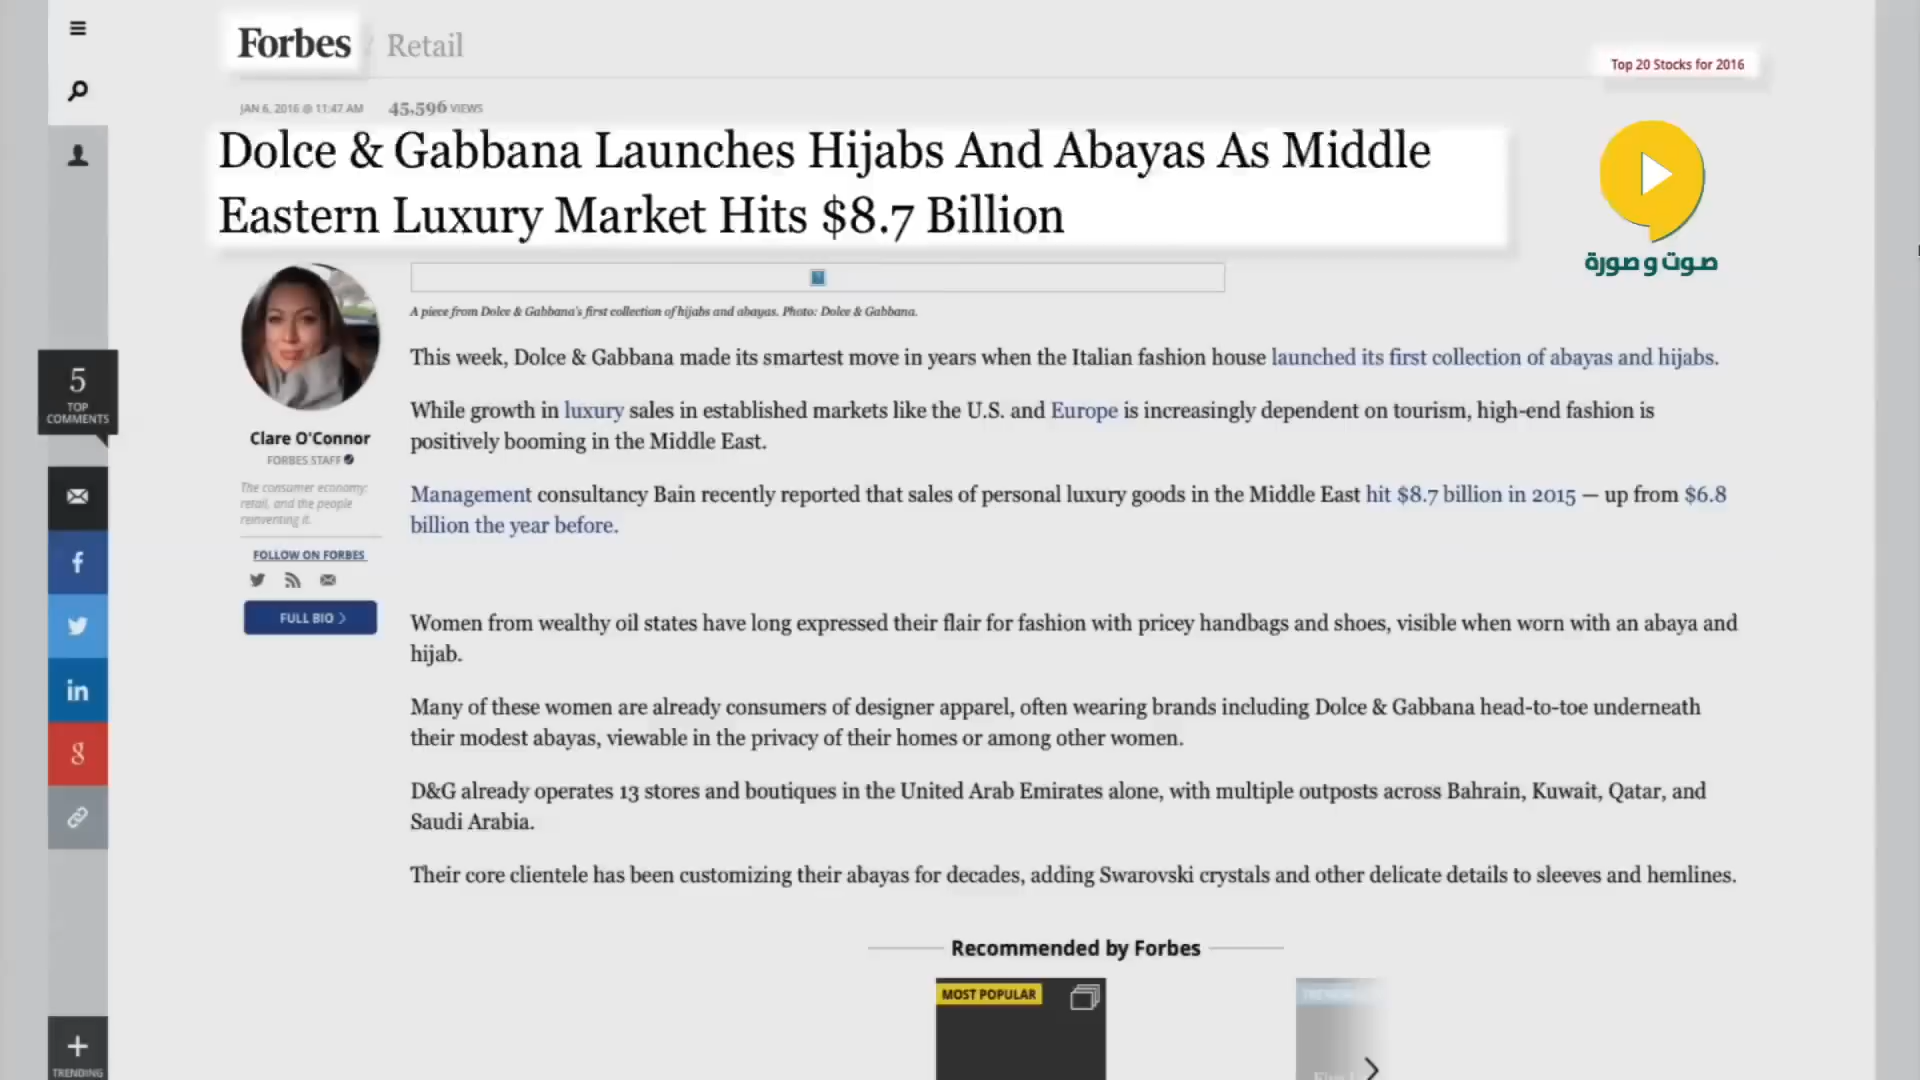 Forbes / Retail
Top 20 Stocks for 2016
JAN 6, 2016 @ 11:47 AM 45,596 VIEWS
Dolce & Gabbana Launches Hijabs And Abayas As Middle
Eastern Luxury Market Hits $8.7 Billion
صوت و صورة
A piece from Dolce & Gabbana's first collection of hijabs and abayas. Photo: Dolce & Gabbana.
This week, Dolce & Gabbana made its smartest move in years when the Italian fashion house launched its first collection of abayas and hijabs.
5
TOP
COMMENTS
While growth in luxury sales in established markets like the U.S. and Europe is increasingly dependent on tourism, high-end fashion is
positively booming in the Middle East.
Clare O'Connor
FORBES STAFF
The consumer economy:
retail, and the people
reinventing it.
FOLLOW ON FORBES
FULL BIO >
Management consultancy Bain recently reported that sales of personal luxury goods in the Middle East hit $8.7 billion in 2015 — up from $6.8
billion the year before.
Women from wealthy oil states have long expressed their flair for fashion with pricey handbags and shoes, visible when worn with an abaya and
hijab.
Many of these women are already consumers of designer apparel, often wearing brands including Dolce & Gabbana head-to-toe underneath
their modest abayas, viewable in the privacy of their homes or among other women.
D&G already operates 13 stores and boutiques in the United Arab Emirates alone, with multiple outposts across Bahrain, Kuwait, Qatar, and
Saudi Arabia.
Their core clientele has been customizing their abayas for decades, adding Swarovski crystals and other delicate details to sleeves and hemlines.
Recommended by Forbes
MOST POPULAR
+
TRENDING